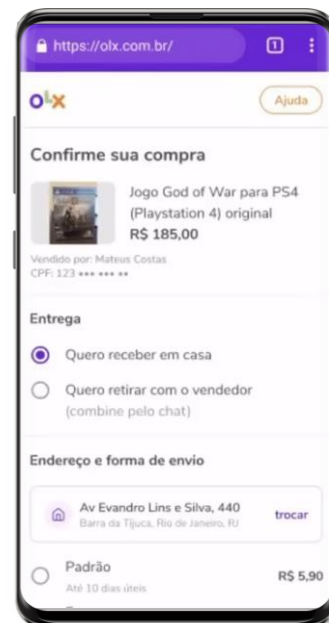 https://olx.com.br/
1
olx
Ajuda
Confirme sua compra
Jogo God of War para PS4
(Playstation 4) original
R$ 185,00
Vendido por: Mateus Costas
CPF: 123 ••• ••• ••
Entrega
Quero receber em casa
Quero retirar com o vendedor
(combine pelo chat)
Endereço e forma de envio
Av Evandro Lins e Silva, 440
Barra da Tijuca, Rio de Janeiro, RJ
trocar
Padrão
R$ 5,90
Até 10 dias úteis